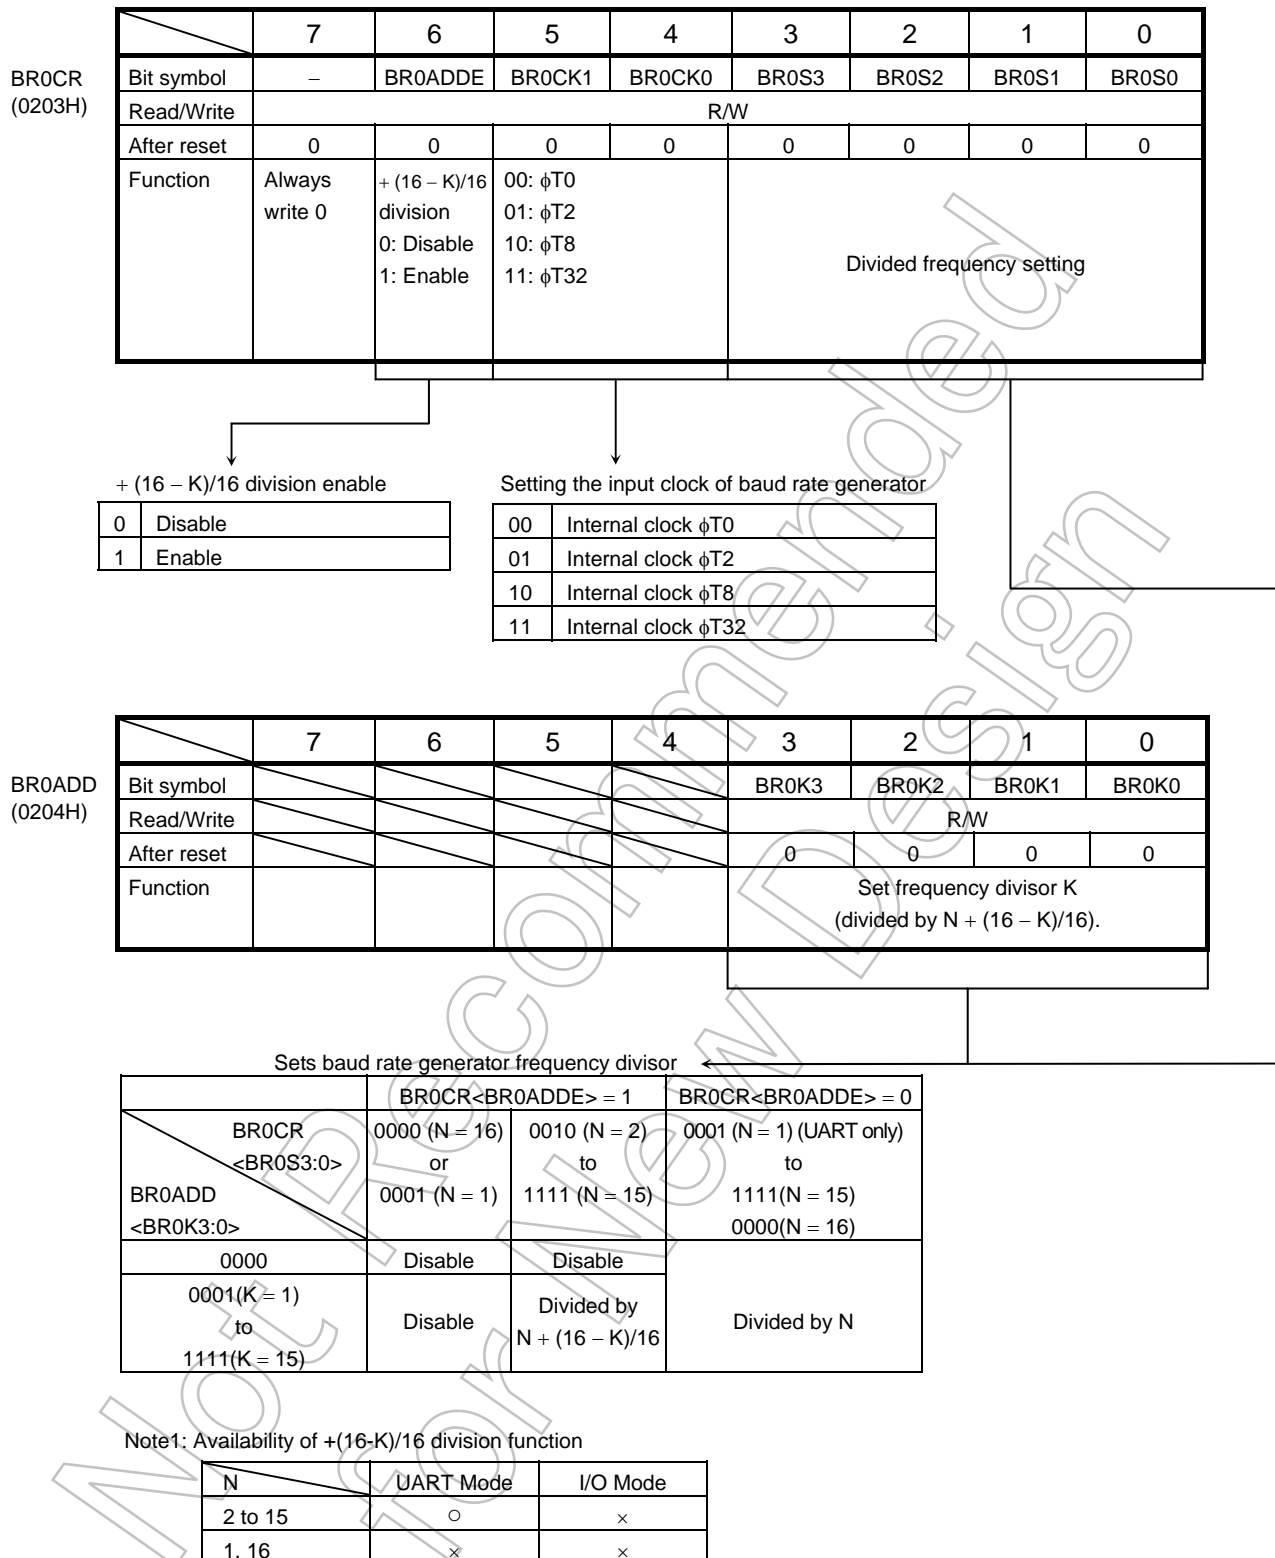 7 6 5 4 3 2 1 0
BR0CR
(0203H)
Bit symbol − BR0ADDE BR0CK1 BR0CK0 BR0S3 BR0S2 BR0S1 BR0S0
Read/Write R/W
After reset 0 0 0 0 0 0 0 0
Function Always + (16 − K)/16 00: ϕT0
write 0 division 01: ϕT2
0: Disable 10: ϕT8
Divided frequency setting
1: Enable 11: ϕT32
+ (16 − K)/16 division enable
0 Disable
1 Enable
Setting the input clock of baud rate generator
00 Internal clock ϕT0
01 Internal clock ϕT2
10 Internal clock ϕT8
11 Internal clock ϕT32
7 6 5 4 3 2 1 0
BR0ADD
(0204H)
Bit symbol BR0K3 BR0K2 BR0K1 BR0K0
Read/Write R/W
After reset 0 0 0 0
Function Set frequency divisor K
(divided by N + (16 − K)/16).
Sets baud rate generator frequency divisor
BR0CR<BR0ADDE> = 1 BR0CR<BR0ADDE> = 0
BR0CR 0000 (N = 16) 0010 (N = 2) 0001 (N = 1) (UART only)
<BR0S3:0> or to to
BR0ADD 0001 (N = 1) 1111 (N = 15) 1111(N = 15)
<BR0K3:0> 0000(N = 16)
0000 Disable Disable
0001(K = 1) Divided by
to Disable Divided by N
N + (16 − K)/16
1111(K = 15)
Note1: Availability of +(16-K)/16 division function
N UART Mode I/O Mode
2 to 15 ○ ×
1, 16 × ×
Not Recommended
for New Design